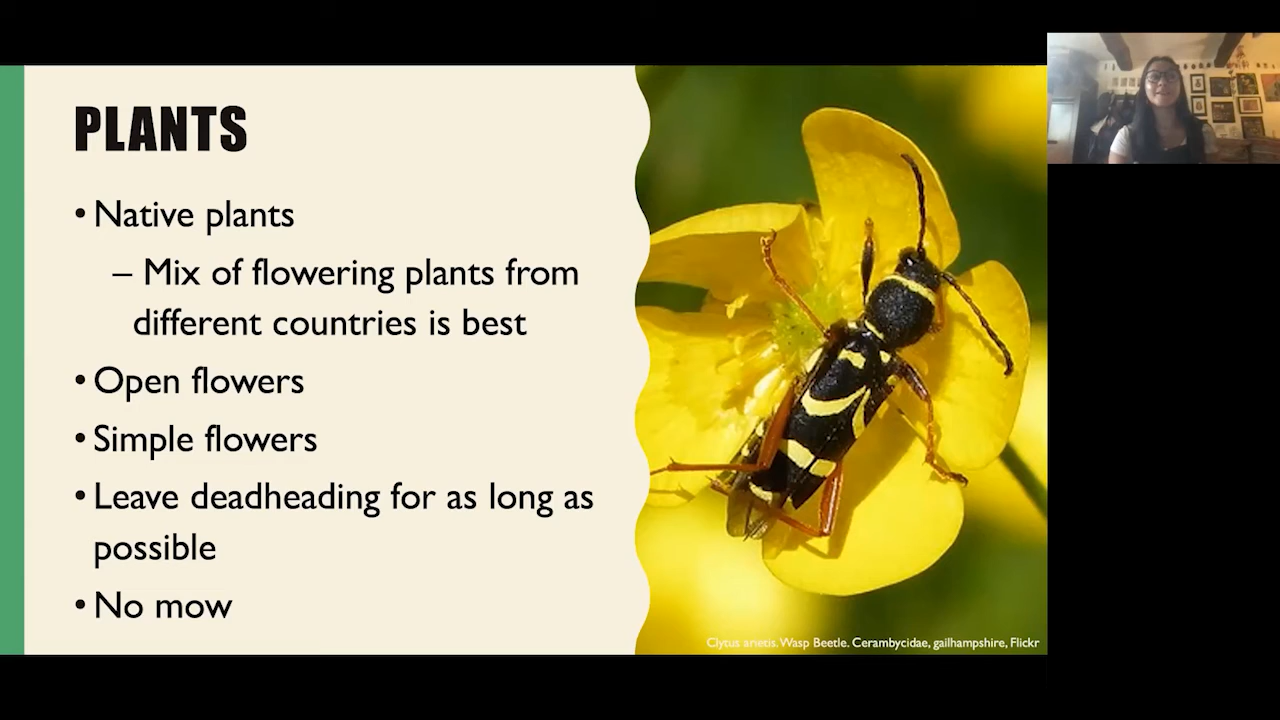 PLANTS
• Native plants
– Mix of flowering plants from
different countries is best
• Open flowers
• Simple flowers
• Leave deadheading for as long as
possible
• No mow
Clytus arietis. Wasp Beetle. Cerambycidae, gailhampshire, Flickr